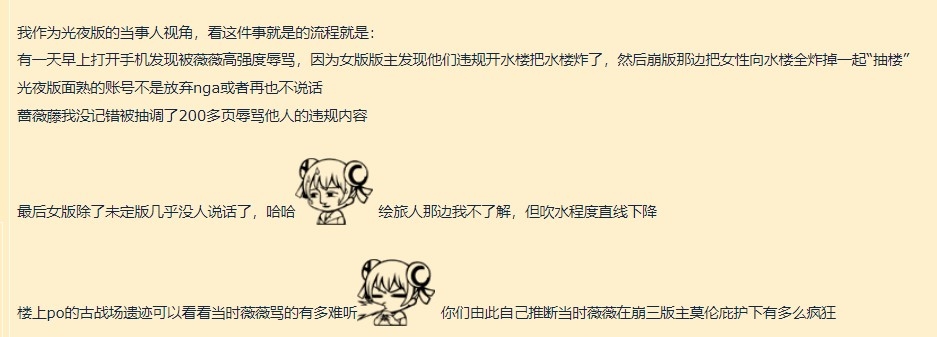 我作为光夜版的当事人视角，看这件事就是的流程就是：
有一天早上打开手机发现被薇薇高强度辱骂，因为女版版主发现他们违规开水楼把水楼炸了，然后崩版那边把女性向水楼全炸掉一起“抽楼”
光夜版面熟的账号不是放弃nga或者再也不说话
蔷薇藤我没记错被抽调了200多页辱骂他人的违规内容
最后女版除了未定版几乎没人说话了，哈哈 绘旅人那边我不了解，但吹水程度直线下降
楼上po的古战场遗迹可以看看当时薇薇骂的有多难听 你们由此自己推断当时薇薇在崩三版主莫伦庇护下有多么疯狂